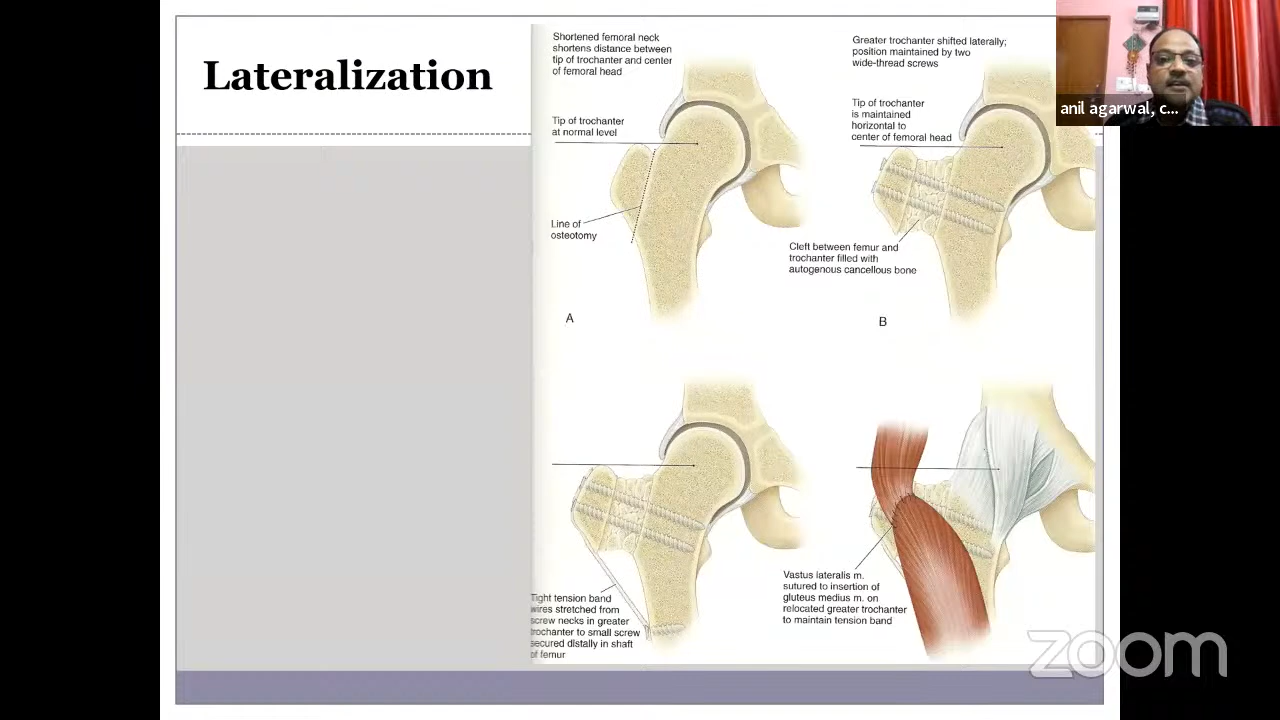 Lateralization
Shortened femoral neck
shortens distance between
tip of trochanter and center
of femoral head
Tip of trochanter
at normal level
Line of
osteotomy
A
Greater trochanter shifted laterally;
position maintained by two
wide-thread screws
Tip of trochanter
is maintained
horizontal to
center of femoral head
Cleft between femur and
trochanter filled with
autogenous cancellous bone
B
Tight tension band
wires stretched from
screw necks in greater
trochanter to small screw
secured distally in shaft
of femur
Vastus lateralis m.
sutured to insertion of
gluteus medius m. on
relocated greater trochanter
to maintain tension band
anil agarwal, c...
zoom